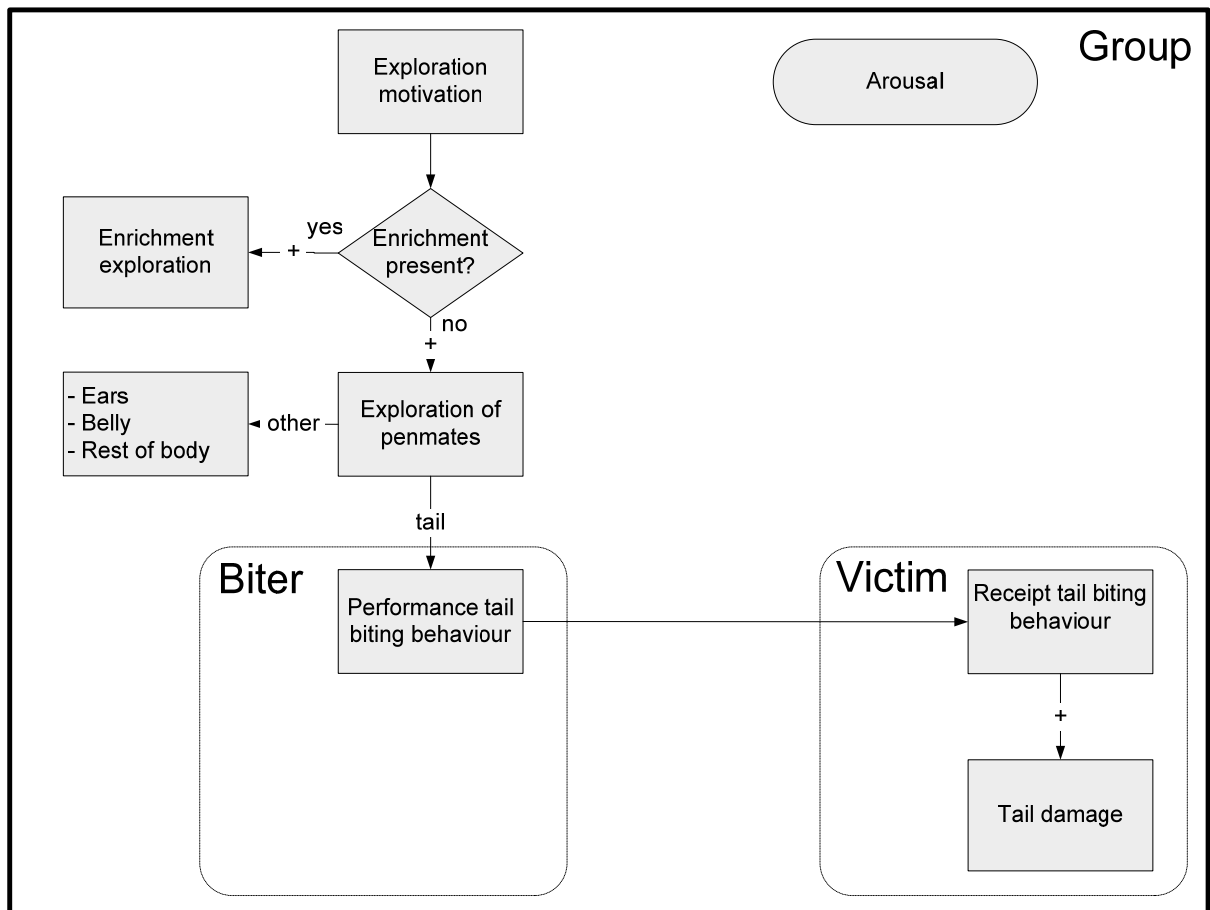 Group
Exploration
motivation
Arousal
yes
+
Enrichment
exploration
Enrichment
present?
no
+
- Ears
- Belly
- Rest of body
other
Exploration of
penmates
tail
Biter
Performance tail
biting behaviour
Victim
Receipt tail biting
behaviour
+
Tail damage